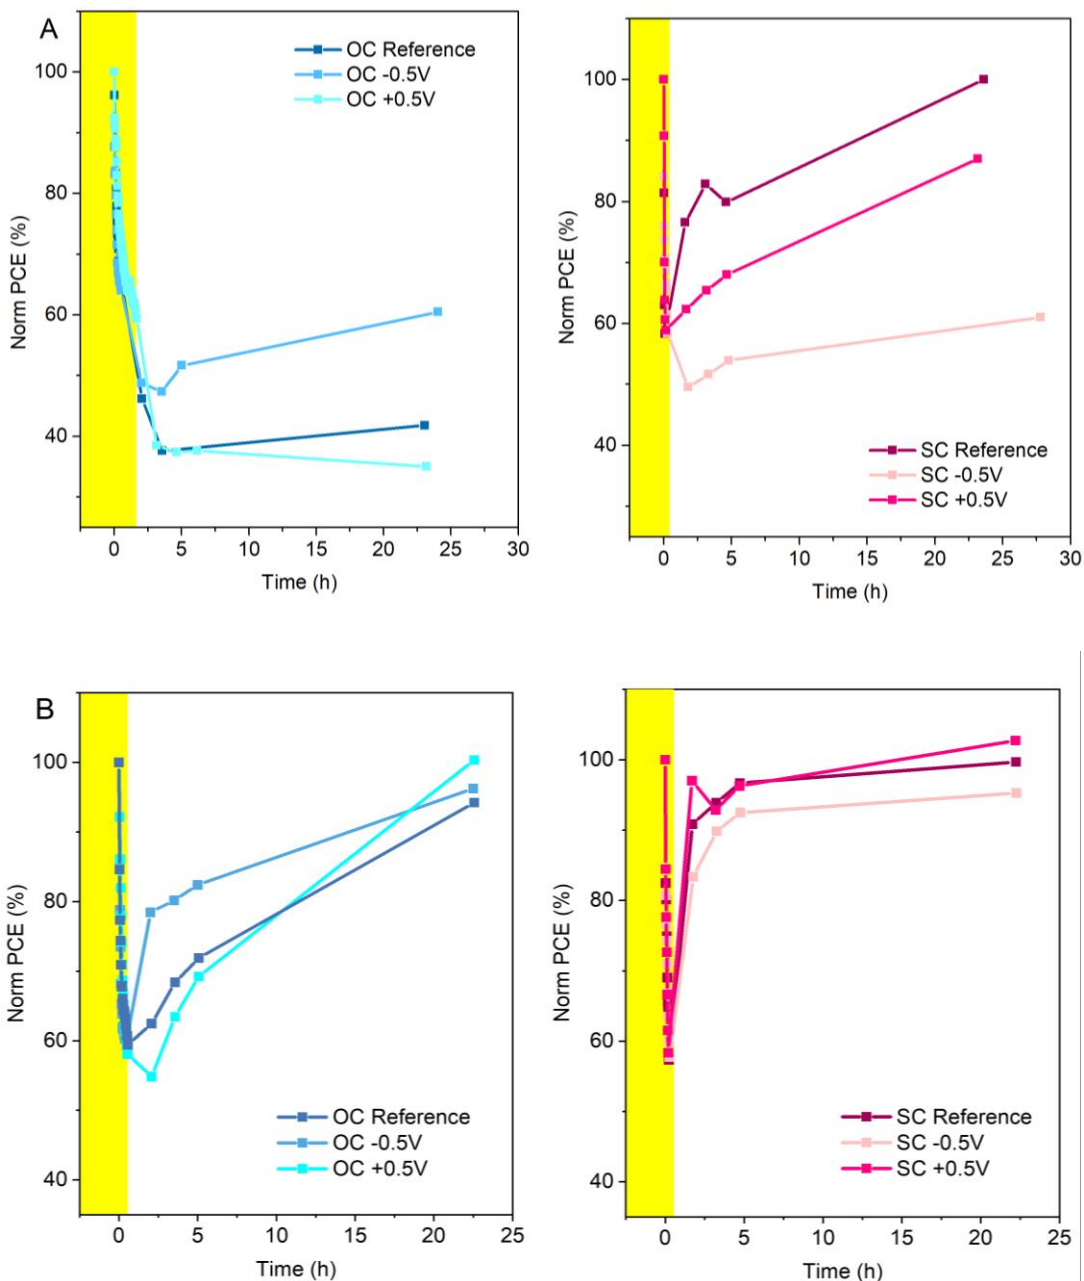 A
OC Reference
OC -0.5V
OC +0.5V
100
80
60
40
Norm PCE (%)
0 5 10 15 20 25 30
Time (h)
100
80
60
40
Norm PCE (%)
SC Reference
SC -0.5V
SC +0.5V
0 5 10 15 20 25 30
Time (h)
B
100
80
60
40
Norm PCE (%)
OC Reference
OC -0.5V
OC +0.5V
0 5 10 15 20 25
Time (h)
100
80
60
40
Norm PCE (%)
SC Reference
SC -0.5V
SC +0.5V
0 5 10 15 20 25
Time (h)